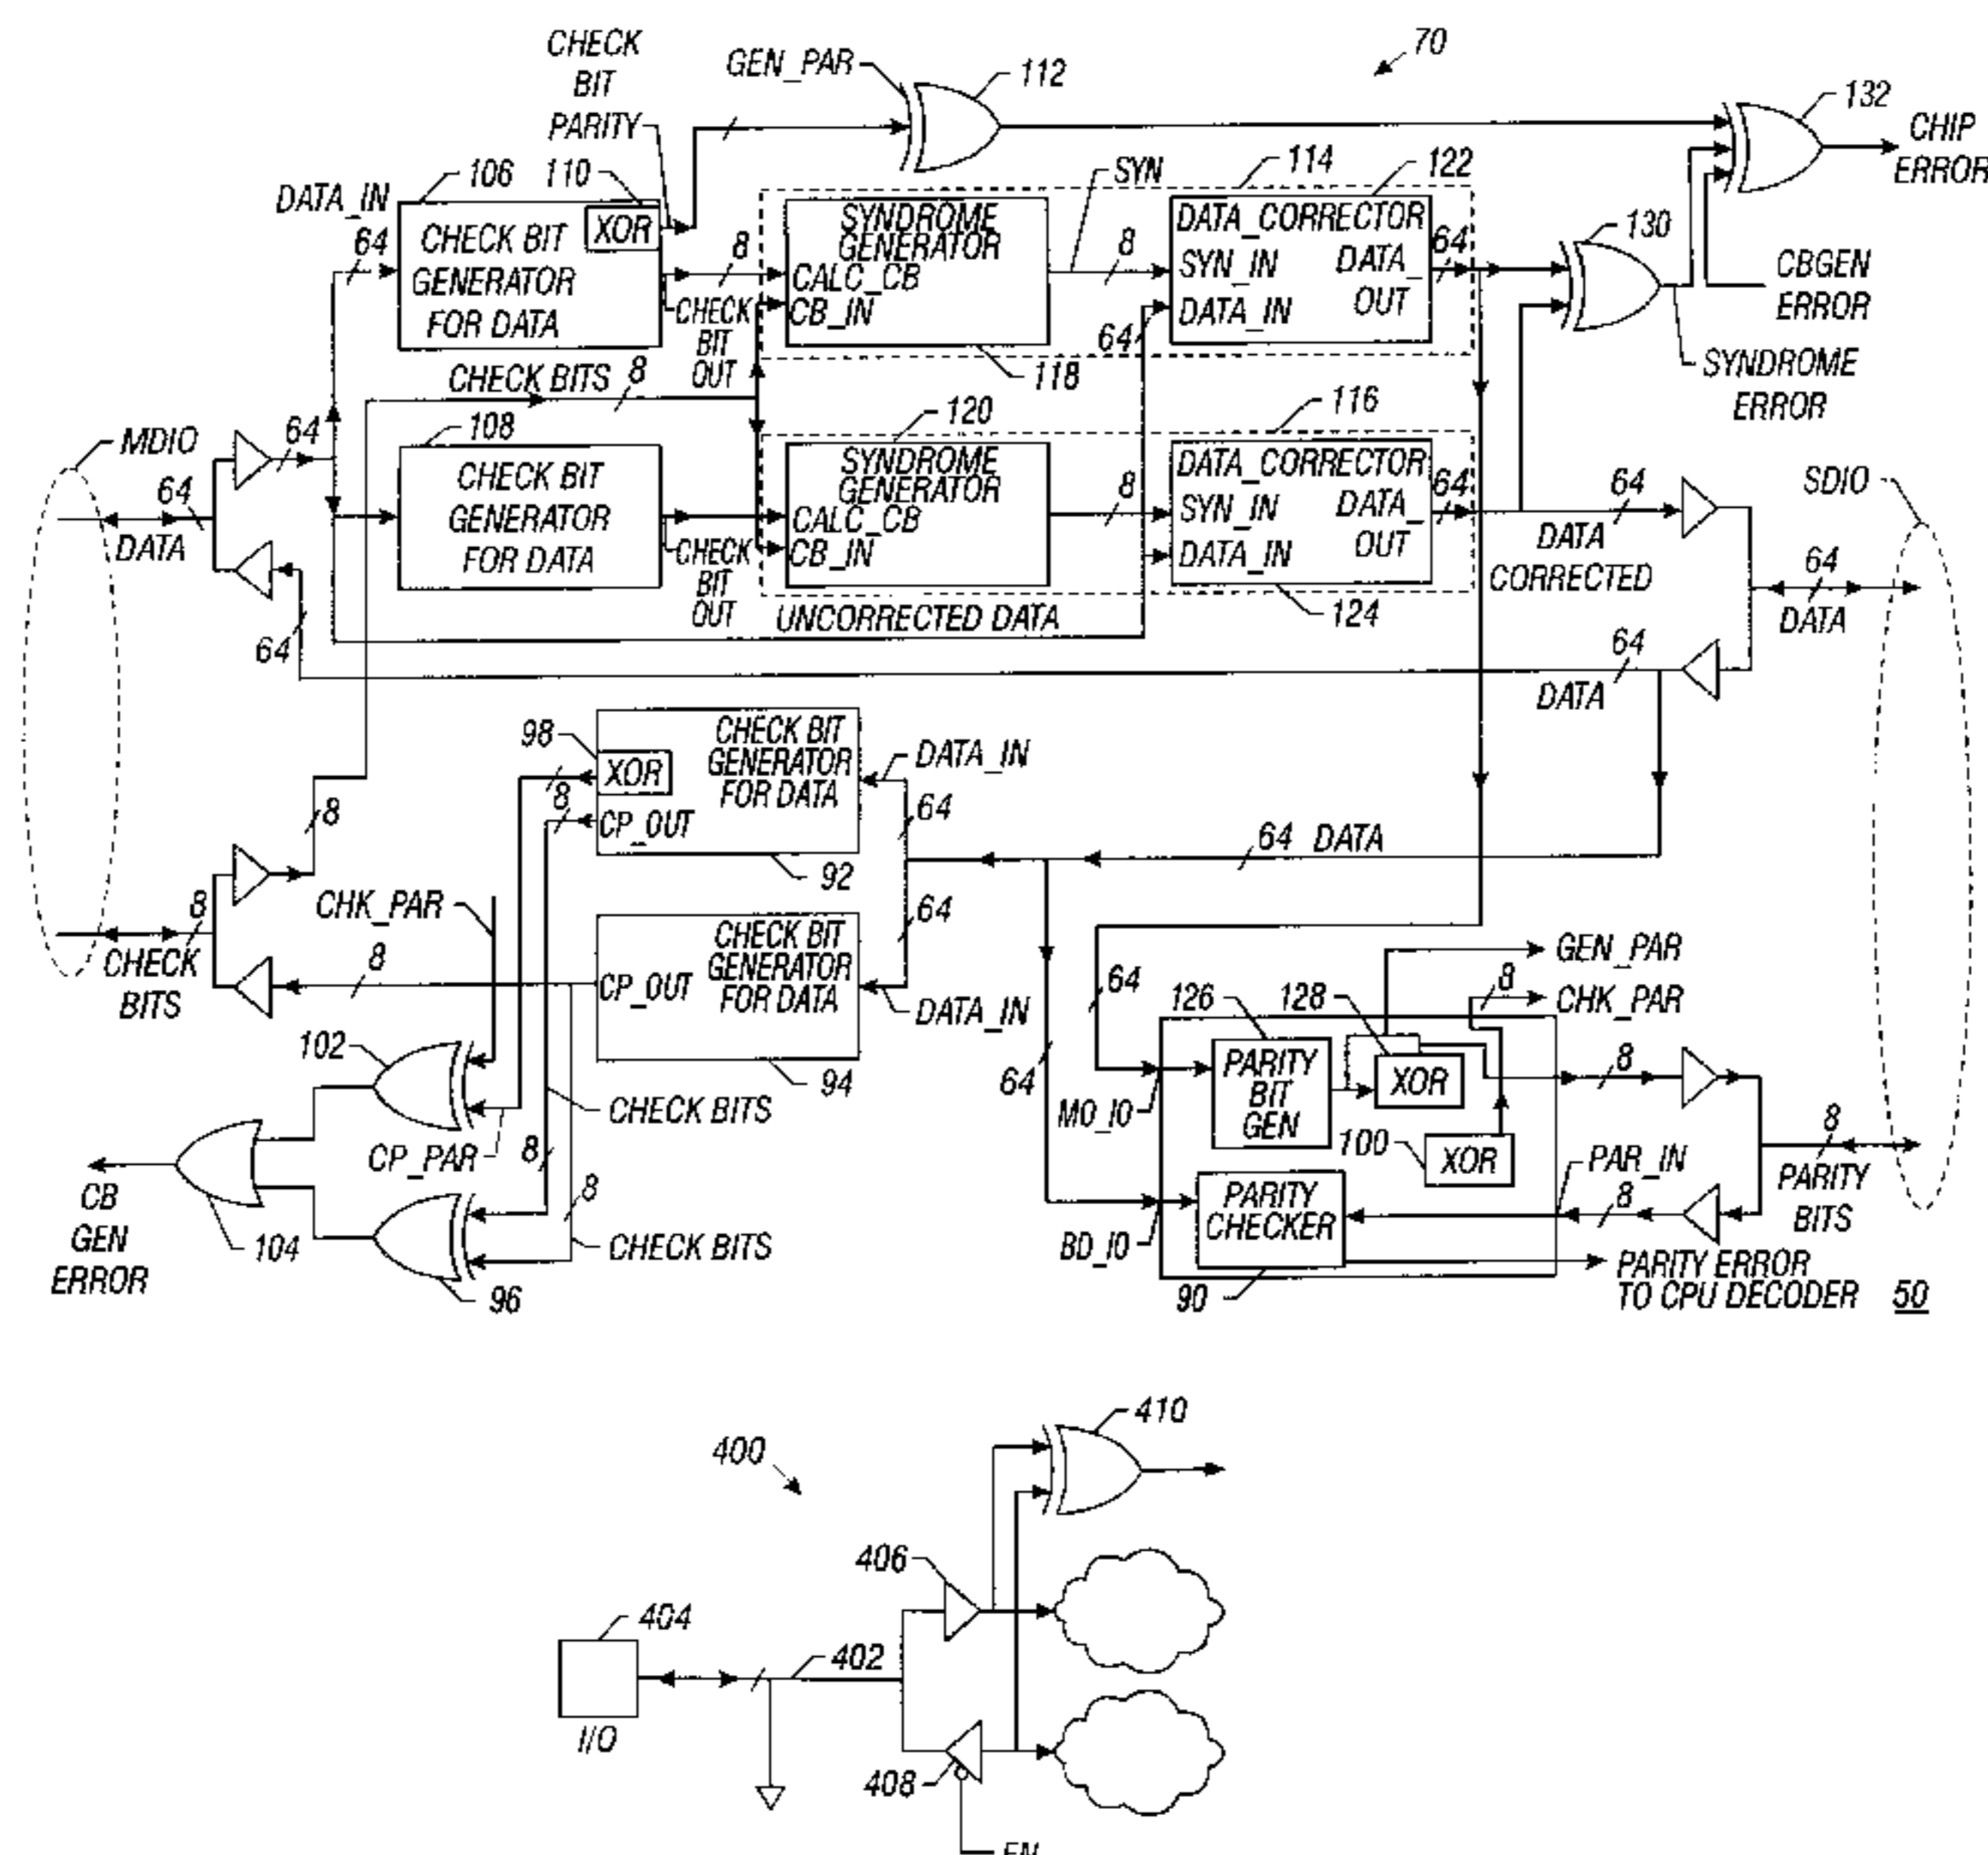 CHECK
BIT
PARITY
GEN_PAR
112
70
132
CHIP
ERROR
DATA_IN
64
106
110
XOR
CHECK BIT
GENERATOR
FOR DATA
8
CHECK
BIT
OUT
114
SYN
122
SYNDROME
GENERATOR
CALC_CB
CB_IN
118
8
DATA_CORRECTOR
SYN_IN
DATA_IN
DATA_
OUT
64
64
130
CBGEN
ERROR
SYNDROME
ERROR
CHECK BITS
8
MDIO
64
DATA
64
108
CHECK BIT
GENERATOR
FOR DATA
CHECK
BIT
OUT
120
116
SYNDROME
GENERATOR
CALC_CB
CB_IN
8
DATA_CORRECTOR
SYN_IN
DATA_IN
DATA_
OUT
64
124
64
DATA
CORRECTED
SDIO
64
DATA
UNCORRECTED DATA
64
64
DATA
98
XOR
CHECK BIT
GENERATOR
FOR DATA
CP_OUT
8
92
DATA_IN
64
64 DATA
8
CHK_PAR
8
CHECK
BITS
8
CP_OUT
CHECK BIT
GENERATOR
FOR DATA
94
64
DATA_IN
102
CP_PAR
8
CHECK BITS
8
CHECK BITS
CB
GEN
ERROR
104
96
64
64
GEN_PAR
8
CHK_PAR
126
128
PARITY
BIT
GEN
XOR
100
XOR
MO_IO
BD_IO
PARITY
CHECKER
90
8
PAR_IN
8
8
PARITY
BITS
PARITY ERROR
TO CPU DECODER
50
400
410
406
404
I/O
402
408
EN